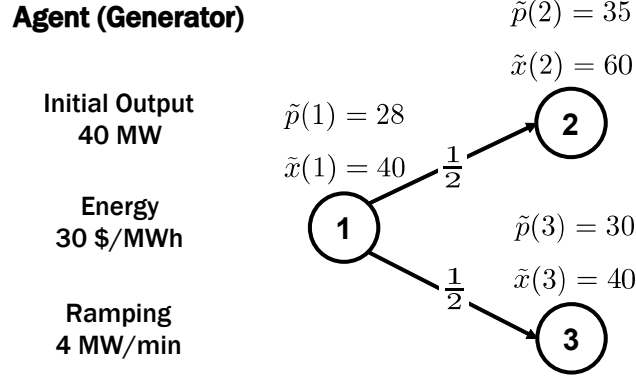 Agent (Generator)
Initial Output
40 MW
Energy
30 $/MWh
Ramping
4 MW/min
p̃(1) = 28
x̃(1) = 40
1
1/2
1/2
p̃(2) = 35
x̃(2) = 60
2
p̃(3) = 30
x̃(3) = 40
3